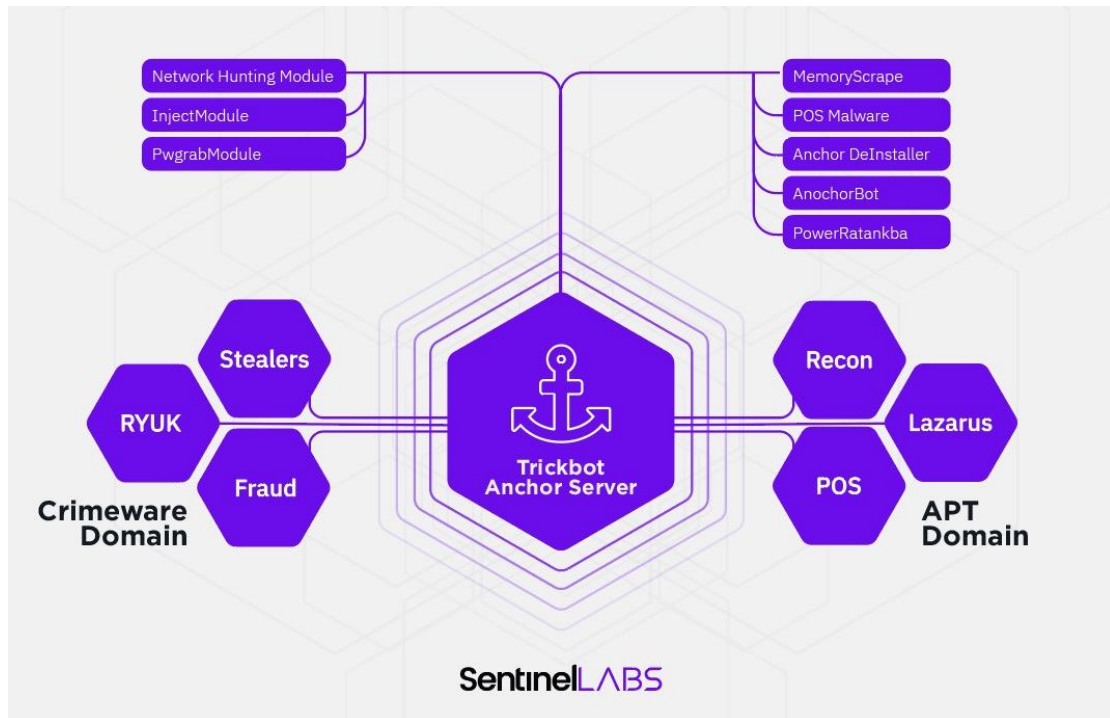 Network Hunting Module
InjectModule
PwgrabModule
MemoryScrape
POS Malware
Anchor DeInstaller
AnochorBot
PowerRatankba
Stealers
RYUK
Fraud
Crimeware
Domain
Trickbot
Anchor Server
Recon
Lazarus
POS
APT
Domain
SentinelLABS